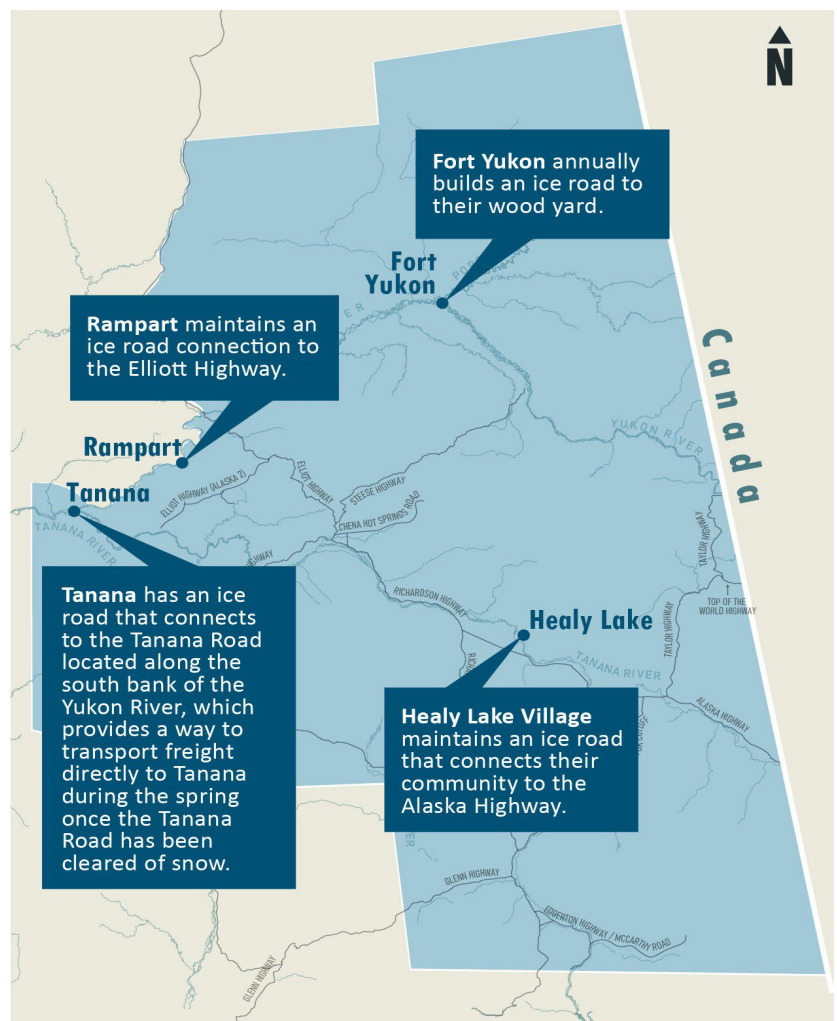 N
Fort Yukon annually
builds an ice road to
their wood yard.
Fort
Yukon
Rampart maintains an
ice road connection to
the Elliott Highway.
Canada
YUKON RIVER
Rampart
Tanana
ELLIOT HIGHWAY (ALASKA 2)
ELLIOT HIGHWAY
STEESE HIGHWAY
CHENA HOT SPRINGS ROAD
TANANA RIVER
TAYLOR HIGHWAY
TOP OF THE
WORLD HIGHWAY
RICHARDSON HIGHWAY
Healy Lake
TAYLOR HIGHWAY
TANANA RIVER
ALASKA HIGHWAY
Tanana has an ice
road that connects
to the Tanana Road
located along the
south bank of the
Yukon River, which
provides a way to
transport freight
directly to Tanana
during the spring
once the Tanana
Road has been
cleared of snow.
Healy Lake Village
maintains an ice road
that connects their
community to the
Alaska Highway.
GLENN HIGHWAY
EDGERTON HIGHWAY / MCCARTHY ROAD
GLENN HIGHWAY